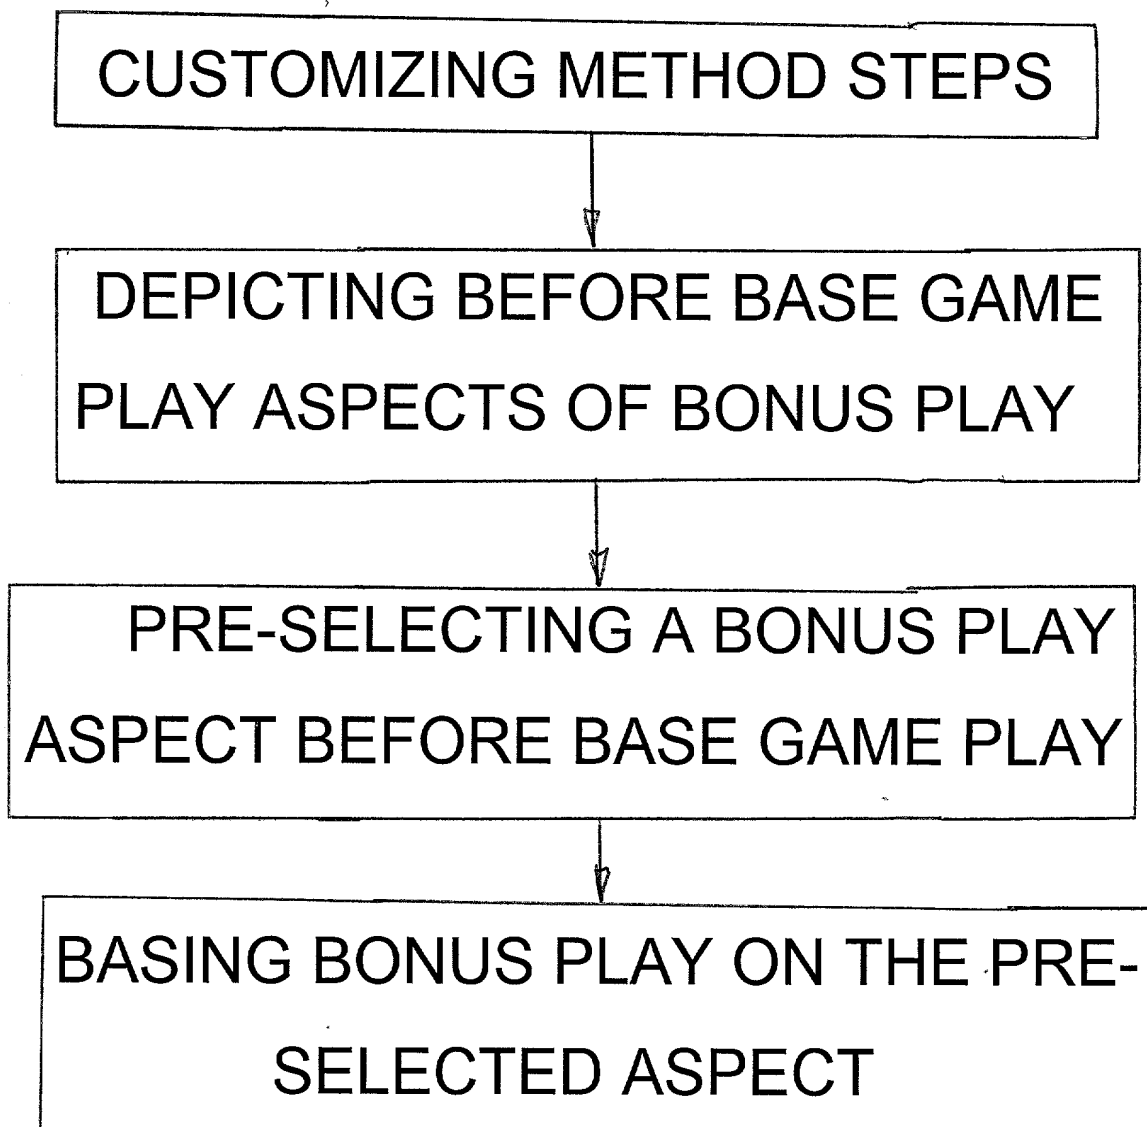 CUSTOMIZING METHOD STEPS
DEPICTING BEFORE BASE GAME
PLAY ASPECTS OF BONUS PLAY
PRE-SELECTING A BONUS PLAY
ASPECT BEFORE BASE GAME PLAY
BASING BONUS PLAY ON THE PRE-
SELECTED ASPECT